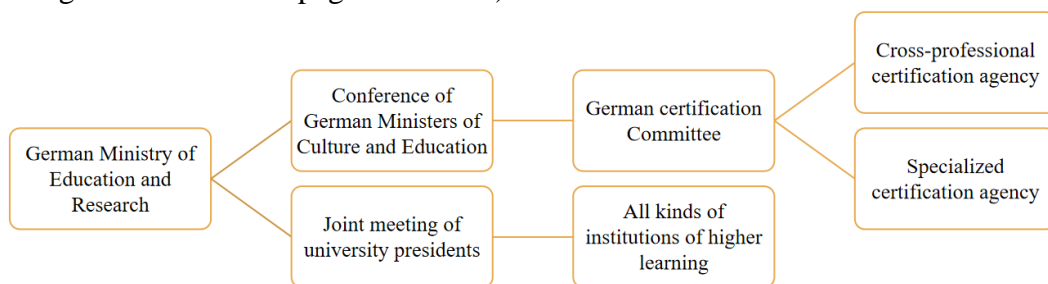 German Ministry of
Education and
Research
Conference of
German Ministers of
Culture and Education
Joint meeting of
university presidents
German certification
Committee
All kinds of
institutions of higher
learning
Cross-professional
certification agency
Specialized
certification agency